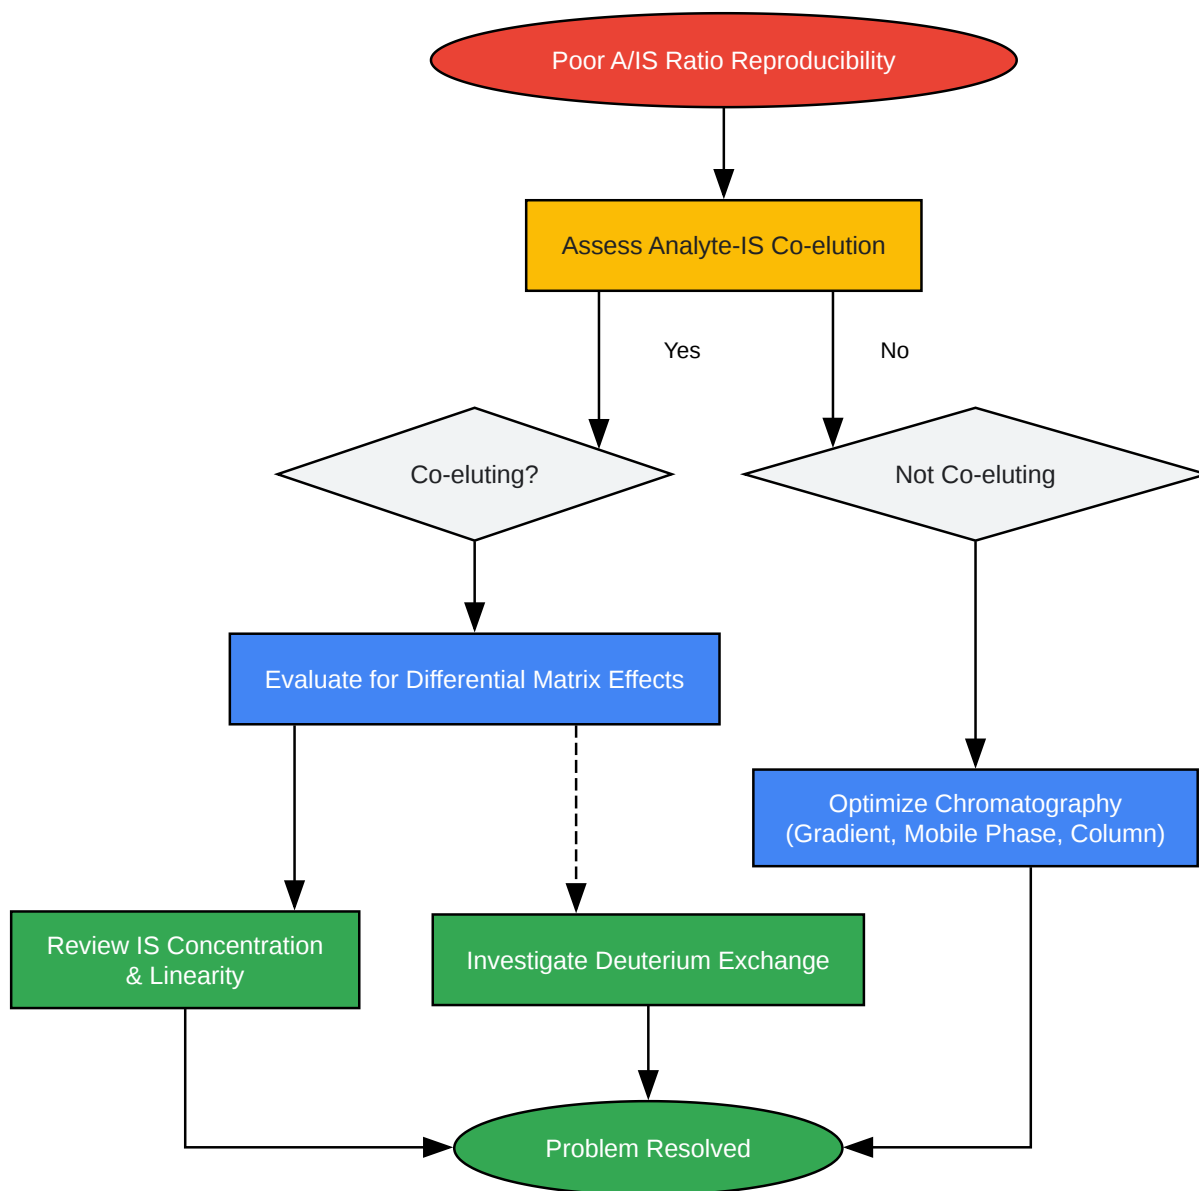 Poor A/IS Ratio Reproducibility
Assess Analyte-IS Co-elution
Yes
No
Co-eluting?
Not Co-eluting
Evaluate for Differential Matrix Effects
Optimize Chromatography
(Gradient, Mobile Phase, Column)
Review IS Concentration
& Linearity
Investigate Deuterium Exchange
Problem Resolved